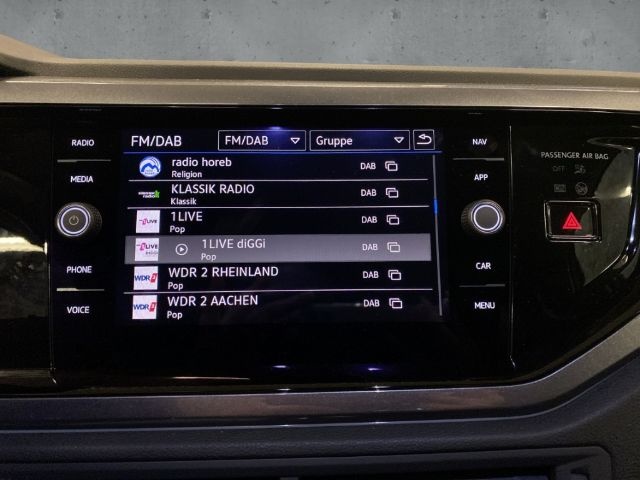 RADIO
MEDIA
PHONE
VOICE
FM/DAB
FM/DAB
Gruppe
radio horeb
Religion
DAB
KLASSIK RADIO
Klassik
DAB
1LIVE
Pop
DAB
1LIVE diGGi
Pop
DAB
WDR 2 RHEINLAND
Pop
DAB
WDR 2 AACHEN
Pop
DAB
NAV
APP
CAR
MENU
PASSENGER AIR BAG
OFF